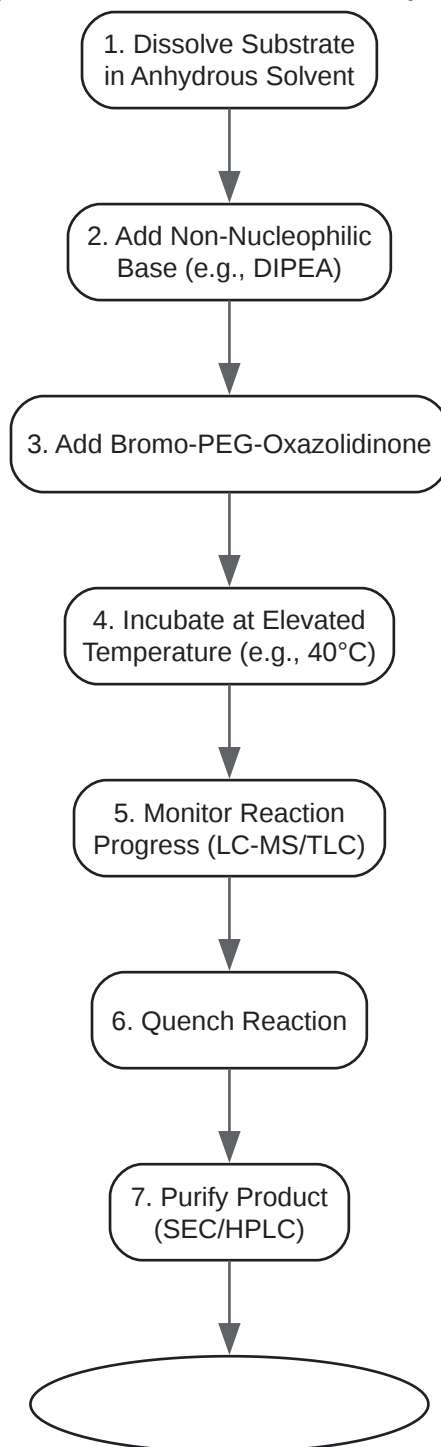 1. Dissolve Substrate
in Anhydrous Solvent
2. Add Non-Nucleophilic
Base (e.g., DIPEA)
3. Add Bromo-PEG-Oxazolidinone
4. Incubate at Elevated
Temperature (e.g., 40°C)
5. Monitor Reaction
Progress (LC-MS/TLC)
6. Quench Reaction
7. Purify Product
(SEC/HPLC)